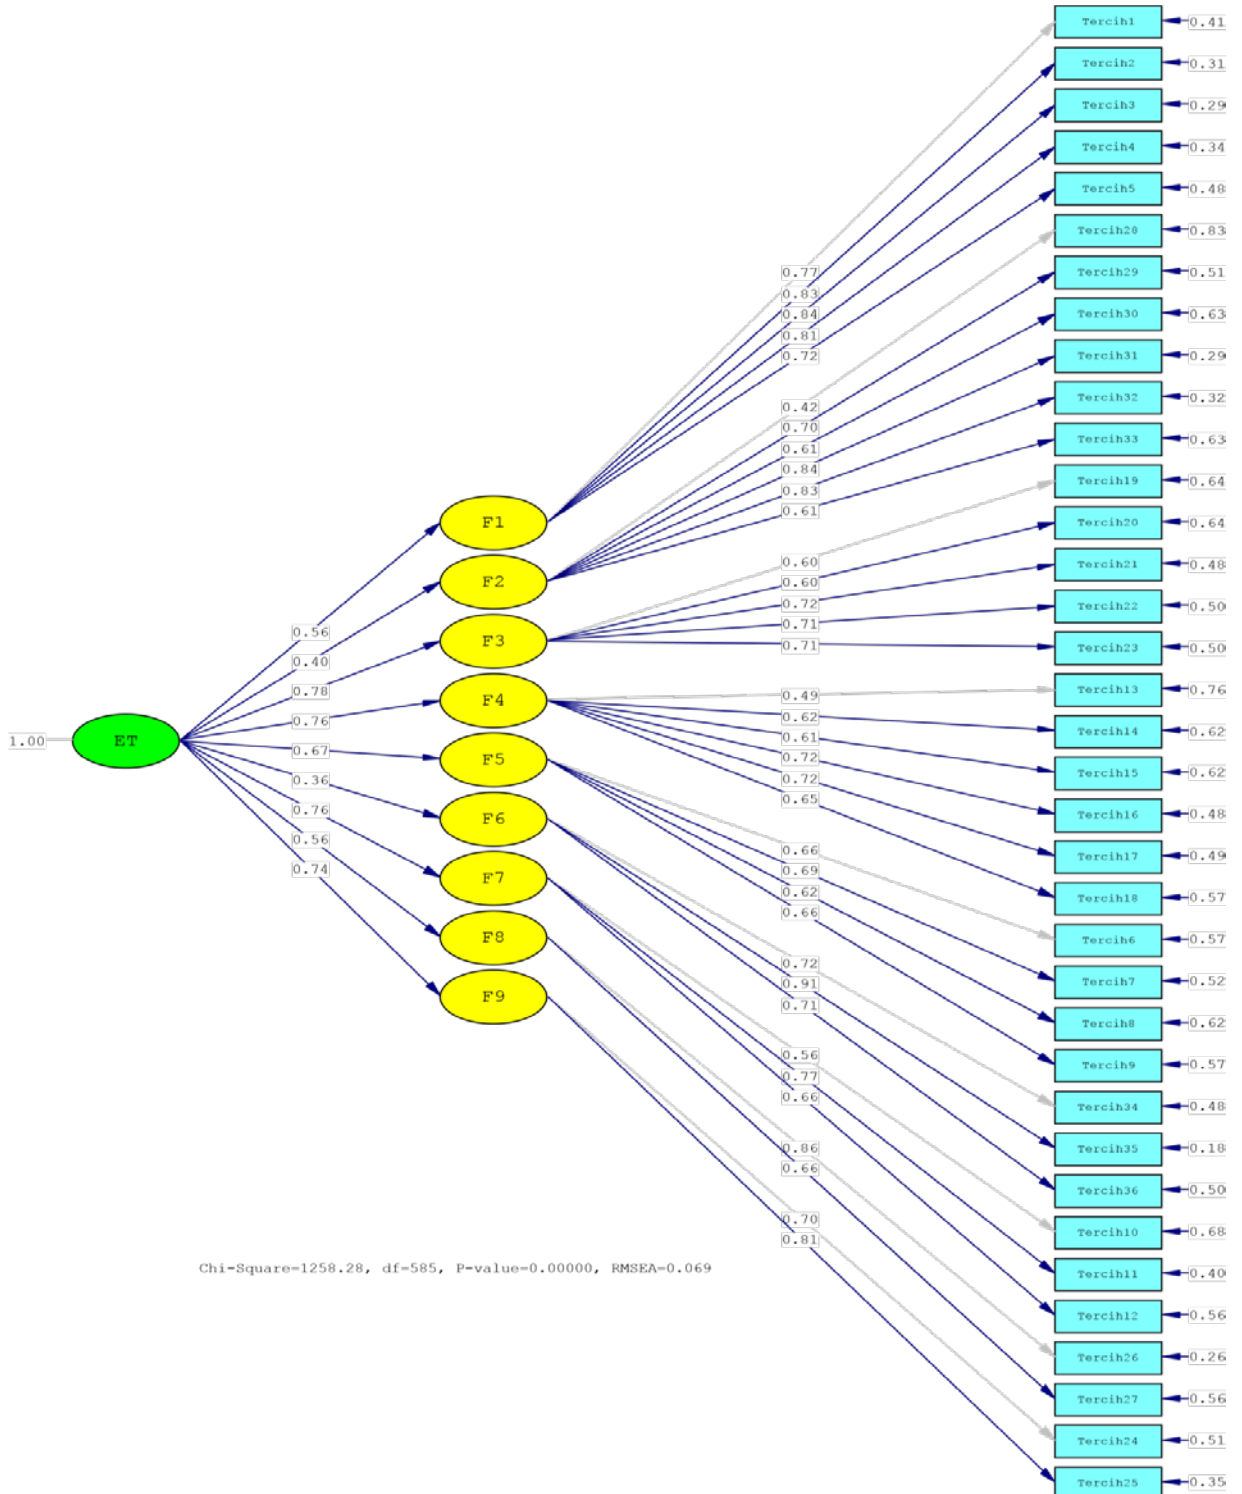 Tercih1 0.41
Tercih2 0.31
Tercih3 0.29
Tercih4 0.34
Tercih5 0.48
Tercih28 0.83
Tercih29 0.51
Tercih30 0.63
Tercih31 0.29
Tercih32 0.32
Tercih33 0.63
Tercih19 0.64
Tercih20 0.64
Tercih21 0.48
Tercih22 0.50
Tercih23 0.50
Tercih13 0.76
Tercih14 0.62
Tercih15 0.62
Tercih16 0.48
Tercih17 0.49
Tercih18 0.57
Tercih6 0.57
Tercih7 0.52
Tercih8 0.62
Tercih9 0.57
Tercih34 0.48
Tercih35 0.18
Tercih36 0.50
Tercih10 0.68
Tercih11 0.40
Tercih12 0.56
Tercih26 0.26
Tercih27 0.56
Tercih24 0.51
Tercih25 0.35
0.77
0.83
0.84
0.81
0.72
0.42
0.70
0.61
0.84
0.83
0.61
0.60
0.60
0.72
0.71
0.71
0.49
0.62
0.61
0.72
0.72
0.65
0.66
0.69
0.62
0.66
0.72
0.91
0.71
0.56
0.77
0.66
0.86
0.66
0.70
0.81
F1
F2
F3
F4
F5
F6
F7
F8
F9
0.56
0.40
0.78
0.76
0.67
0.36
0.76
0.56
0.74
1.00 ET
Chi-Square=1258.28, df=585, P-value=0.00000, RMSEA=0.069